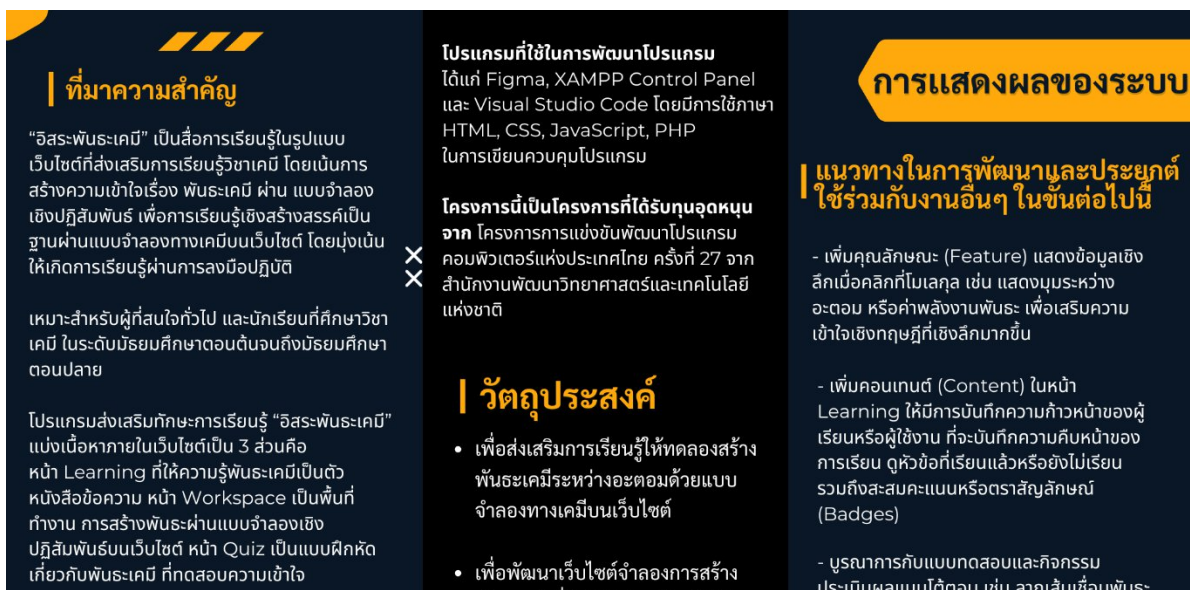 ที่มาความสำคัญ
“อิสระพันธะเคมี” เป็นสื่อการเรียนรู้ในรูปแบบ
เว็บไซต์ที่ส่งเสริมการเรียนรู้วิชาเคมี โดยเน้นการ
สร้างความเข้าใจเรื่อง พันธะเคมี ผ่าน แบบจำลอง
เชิงปฏิสัมพันธ์ เพื่อการเรียนรู้เชิงสร้างสรรค์เป็น
ฐานผ่านแบบจำลองทางเคมีบนเว็บไซต์ โดยมุ่งเน้น
ให้เกิดการเรียนรู้ผ่านการลงมือปฏิบัติ
เหมาะสำหรับผู้ที่สนใจทั่วไป และนักเรียนที่ศึกษาวิชา
เคมี ในระดับมัธยมศึกษาตอนต้นจนถึงมัธยมศึกษา
ตอนปลาย
โปรแกรมส่งเสริมทักษะการเรียนรู้ “อิสระพันธะเคมี”
แบ่งเนื้อหาภายในเว็บไซต์เป็น 3 ส่วนคือ
หน้า Learning ที่ให้ความรู้พันธะเคมีเป็นตัว
หนังสือข้อความ หน้า Workspace เป็นพื้นที่
ทำงาน การสร้างพันธะผ่านแบบจำลองเชิง
ปฏิสัมพันธ์บนเว็บไซต์ หน้า Quiz เป็นแบบฝึกหัด
เกี่ยวกับพันธะเคมี ที่ทดสอบความเข้าใจ
โปรแกรมที่ใช้ในการพัฒนาโปรแกรม
ได้แก่ Figma, XAMPP Control Panel
และ Visual Studio Code โดยมีการใช้ภาษา
HTML, CSS, JavaScript, PHP
ในการเขียนควบคุมโปรแกรม
โครงการนี้เป็นโครงการที่ได้รับทุนอุดหนุน
จาก โครงการการแข่งขันพัฒนาโปรแกรม
คอมพิวเตอร์แห่งประเทศไทย ครั้งที่ 27 จาก
สำนักงานพัฒนาวิทยาศาสตร์และเทคโนโลยี
แห่งชาติ
วัตถุประสงค์
• เพื่อส่งเสริมการเรียนรู้ให้ทดลองสร้าง
พันธะเคมีระหว่างอะตอมด้วยแบบ
จำลองทางเคมีบนเว็บไซต์
• เพื่อพัฒนาเว็บไซต์จำลองการสร้าง
การแสดงผลของระบบ
แนวทางในการพัฒนาและประยุกต์
ใช้ร่วมกับงานอื่นๆ ในขั้นต่อไปนี้
- เพิ่มคุณลักษณะ (Feature) แสดงข้อมูลเชิง
ลึกเมื่อคลิกที่โมเลกุล เช่น แสดงมุมระหว่าง
อะตอม หรือค่าพลังงานพันธะ เพื่อเสริมความ
เข้าใจเชิงทฤษฎีที่เชิงลึกมากขึ้น
- เพิ่มคอนเทนต์ (Content) ในหน้า
Learning ให้มีการบันทึกความก้าวหน้าของผู้
เรียนหรือผู้ใช้งาน ที่จะบันทึกความคืบหน้าของ
การเรียน ดูหัวข้อที่เรียนแล้วหรือยังไม่เรียน
รวมถึงสะสมคะแนนหรือตราสัญลักษณ์
(Badges)
- บูรณาการกับแบบทดสอบและกิจกรรม
ประเมินผลแบบโต้ตอบ เช่น ลากเส้นเชื่อมพันธะ